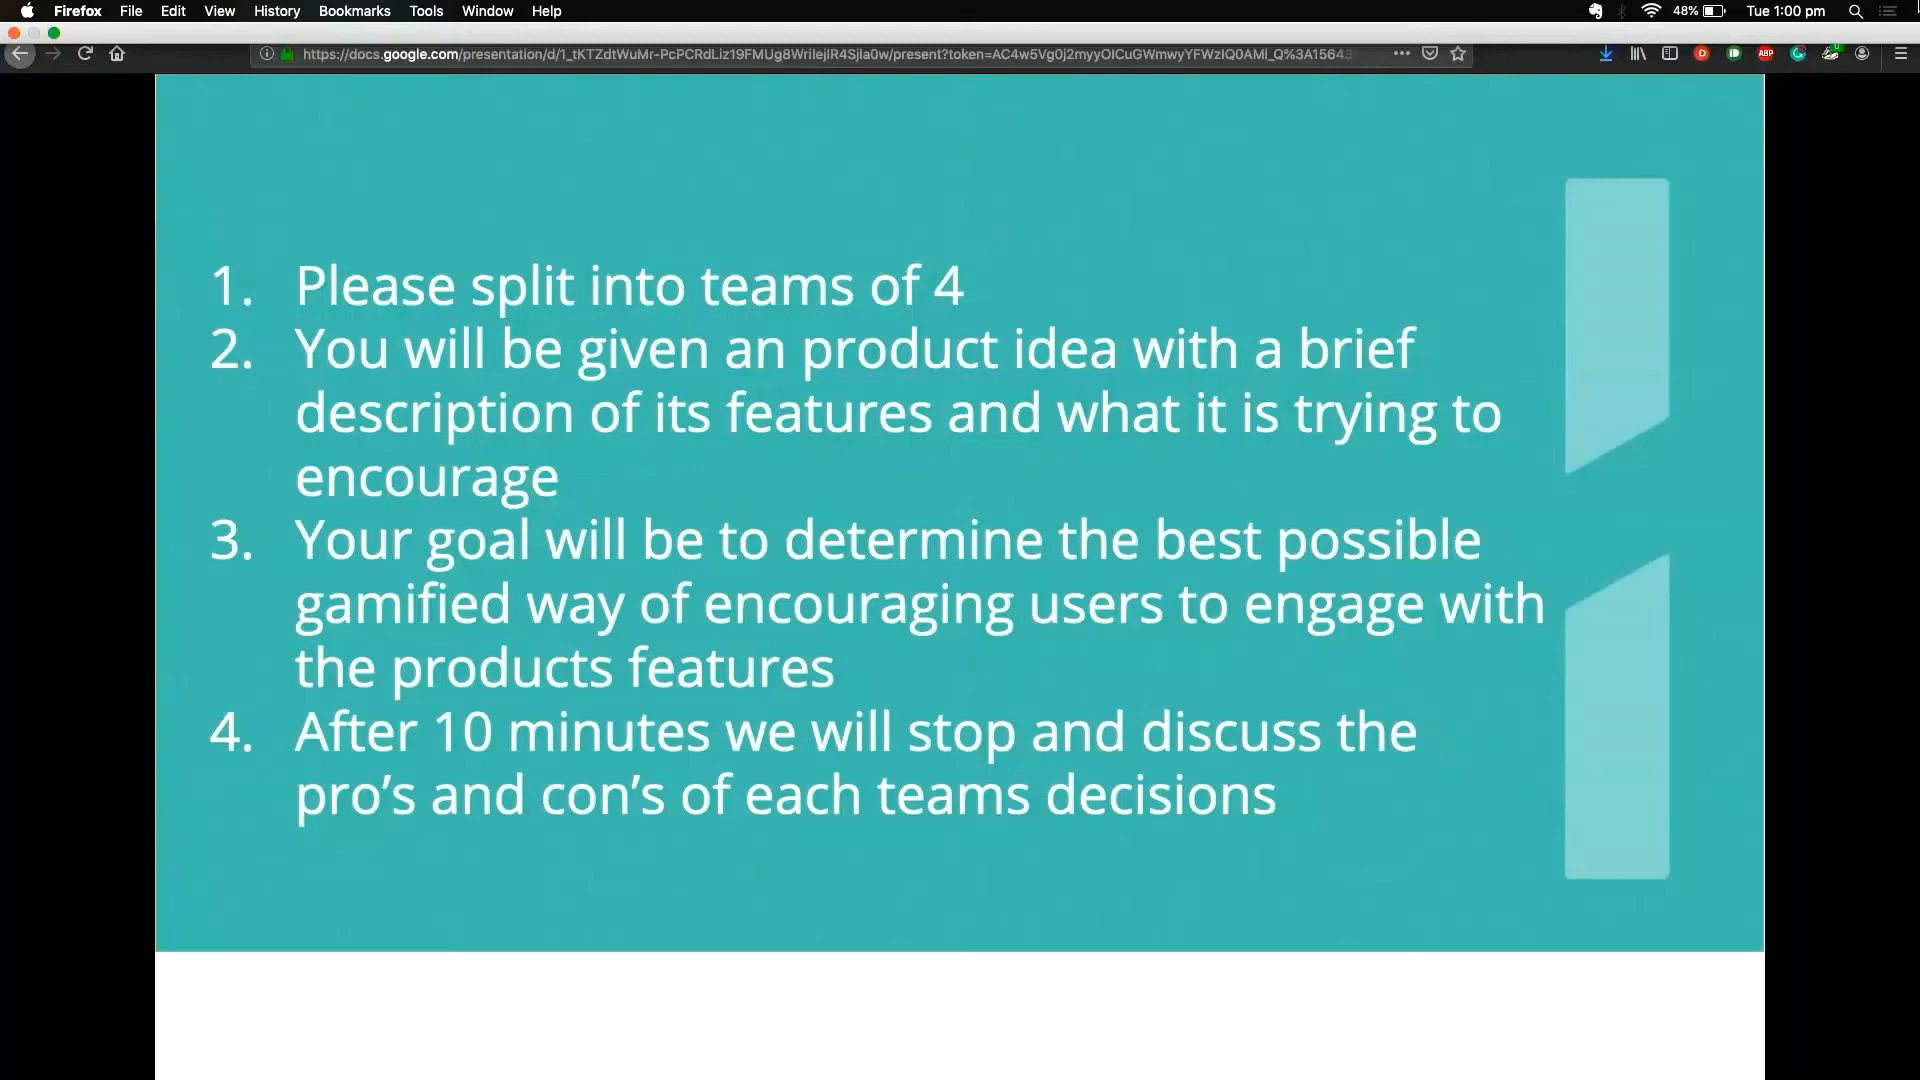 Firefox File Edit View History Bookmarks Tools Window Help 48% Tue 1:00 pm
1. Please split into teams of 4
2. You will be given an product idea with a brief
description of its features and what it is trying to
encourage
3. Your goal will be to determine the best possible
gamified way of encouraging users to engage with
the products features
4. After 10 minutes we will stop and discuss the
pro’s and con’s of each teams decisions